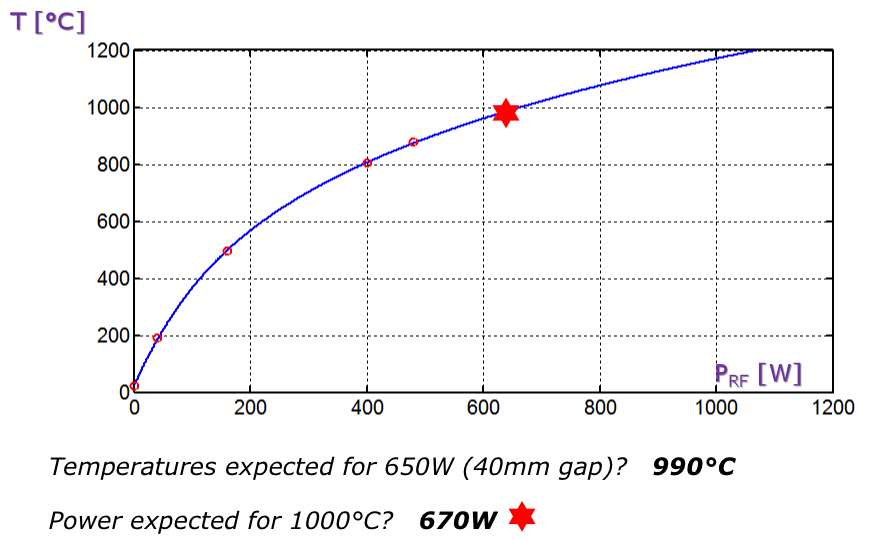 T [°C]
1200
1000
800
600
400
200
0
0 200 400 600 800 1000 1200
P_RF [W]
Temperatures expected for 650W (40mm gap)? 990°C
Power expected for 1000°C? 670W